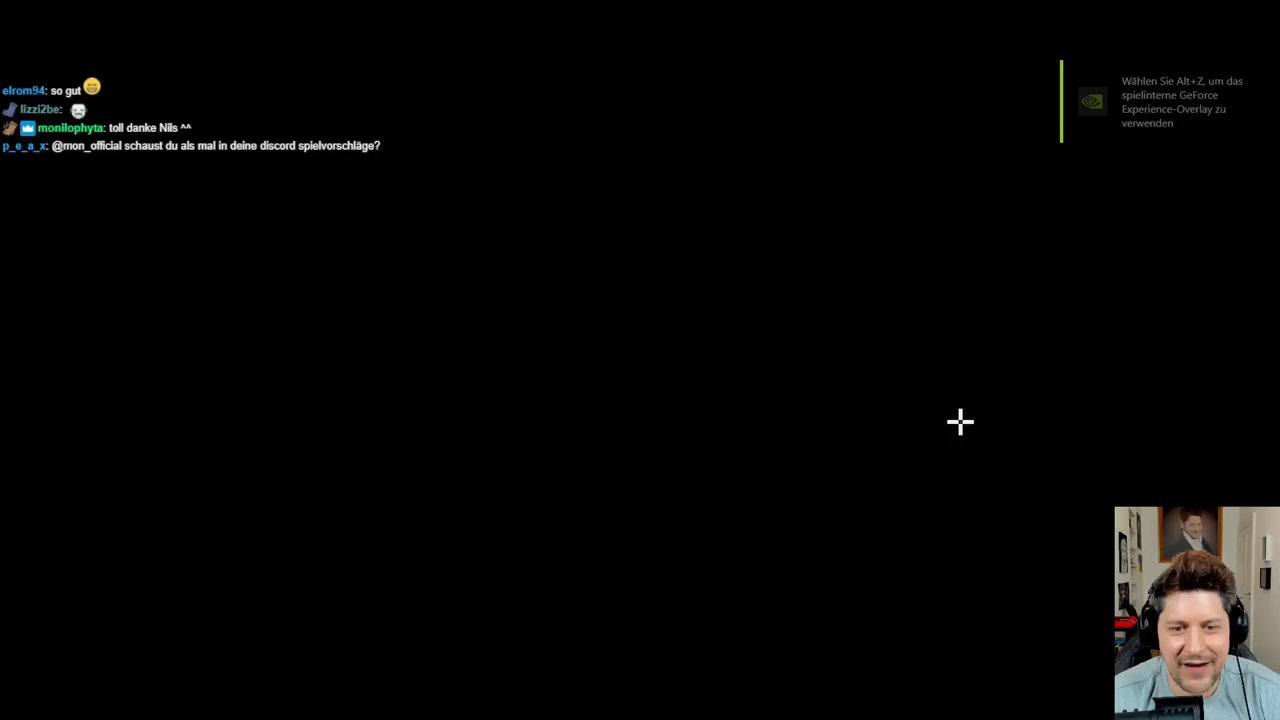 elrom94: so gut
lizzi2be:
monilophyta: toll danke Nils ^^
p_e_a_x: @mon_official schaust du als mal in deine discord spielvorschläge?
Wählen Sie Alt+Z, um das
spielinterne GeForce
Experience-Overlay zu
verwenden